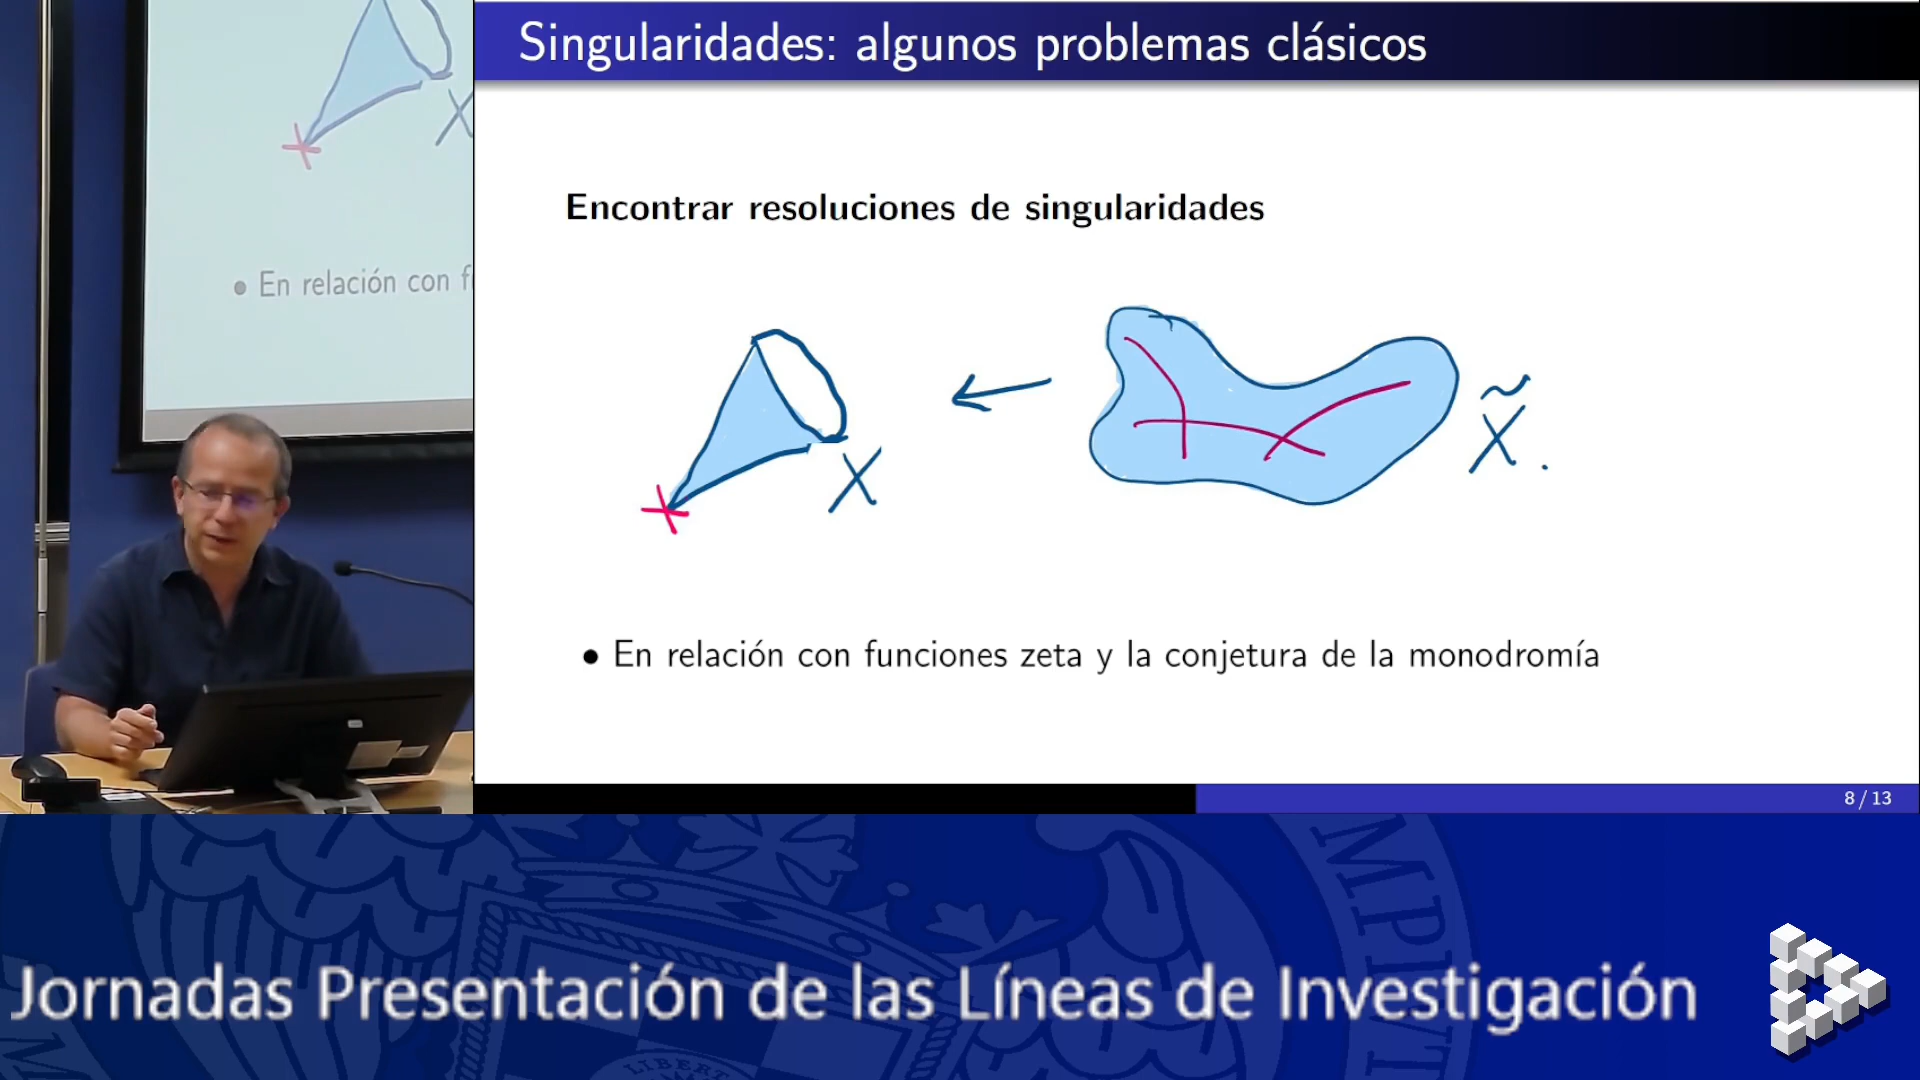 Singularidades: algunos problemas clásicos
Encontrar resoluciones de singularidades
X
X̃.
• En relación con funciones zeta y la conjetura de la monodromía
8 / 13
X
• En relación con f
Jornadas Presentación de las Líneas de Investigación
LIBERT